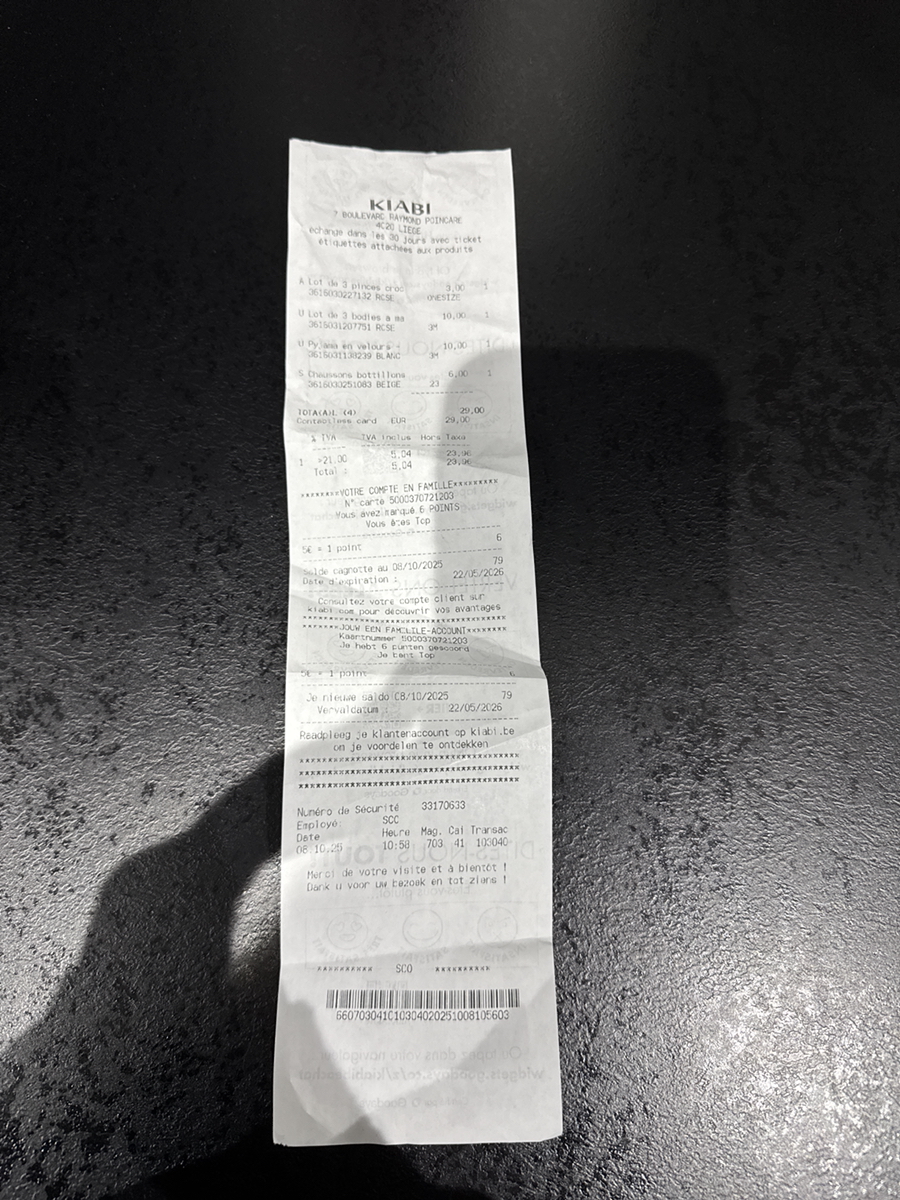 KIABI
7 BOULEVARD RAYMOND POINCARE
4020 LIEGE
échange dans les 30 jours avec ticket
étiquettes attachées aux produits
A Lot de 3 pinces croc 3,00 1
3616033227132 ROSE ONESIZE
U Lot de 3 bodies a ma 10,00 1
3616031207751 ROSE 3M
U Pyjama en velours 10,00 1
3616031138239 BLANC 3M
S Chaussons bottillons 6,00 1
3616030251083 BEIGE 23
TOTA(A)L (4) 29,00
Contactless card EUR 29,00
% TVA TVA Inclus Hors Taxe
1 >21.00 5,04 23,96
Total : 5,04 23,96
********VOTRE COMPTE EN FAMILLE*********
N° carte 5000370721203
Vous avez marqué 6 POINTS
Vous êtes Top
6
5€ = 1 point
Solde cagnotte au 08/10/2025 79
Date d'expiration : 22/05/2026
Consultez votre compte client sur
kiabi.com pour découvrir vos avantages
****************************************
********JOUW EEN FAMILILE-ACCOUNT********
Kaartnummer 5000370721203
Je hebt 6 punten gescoord
Je bent Top
5€ = 1 point 6
Je nieuwe saldo 08/10/2025 79
Vervaldatum : 22/05/2026
Raadpleeg je klantenaccount op kiabi.be
om je voordelen te ontdekken
****************************************
****************************************
****************************************
Numéro de Sécurité 33170633
Employé: SCO
Date Heure Mag. Cai Transac
08.10.25 10:58 703 41 103040
Merci de votre visite et à bientôt !
Dank u voor uw bezoek en tot ziens !
********** SCO **********
660703041010304020251008105603